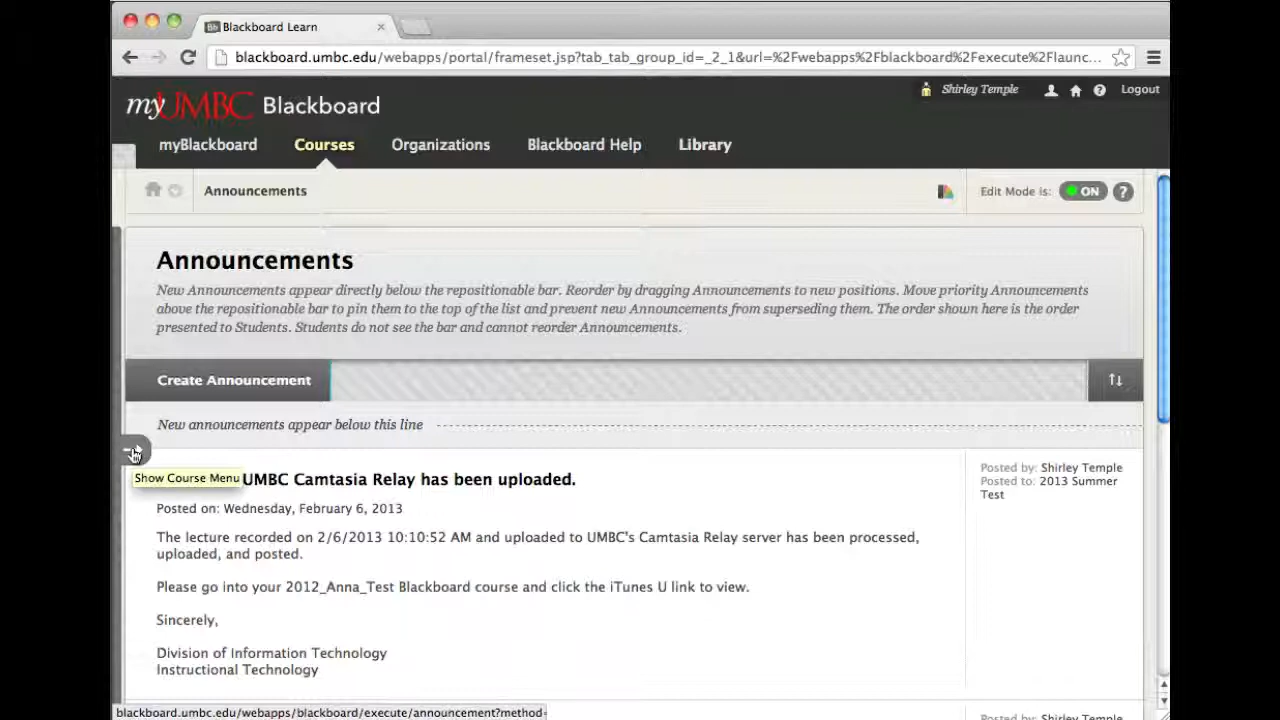 Blackboard Learn
blackboard.umbc.edu/webapps/portal/frameset.jsp?tab_tab_group_id=_2_1&url=%2Fwebapps%2Fblackboard%2Fexecute%2Flaunc...
Shirley Temple Logout
myUMBC Blackboard
myBlackboard Courses Organizations Blackboard Help Library
Announcements Edit Mode is: ON ?
Announcements
New Announcements appear directly below the repositionable bar. Reorder by dragging Announcements to new positions. Move priority Announcements
above the repositionable bar to pin them to the top of the list and prevent new Announcements from superseding them. The order shown here is the order
presented to Students. Students do not see the bar and cannot reorder Announcements.
Create Announcement
New announcements appear below this line
Show Course Menu
UMBC Camtasia Relay has been uploaded.
Posted on: Wednesday, February 6, 2013
The lecture recorded on 2/6/2013 10:10:52 AM and uploaded to UMBC's Camtasia Relay server has been processed,
uploaded, and posted.
Please go into your 2012_Anna_Test Blackboard course and click the iTunes U link to view.
Sincerely,
Division of Information Technology
Instructional Technology
Posted by: Shirley Temple
Posted to: 2013 Summer
Test
Posted by: Shirley Temple
blackboard.umbc.edu/webapps/blackboard/execute/announcement?method=